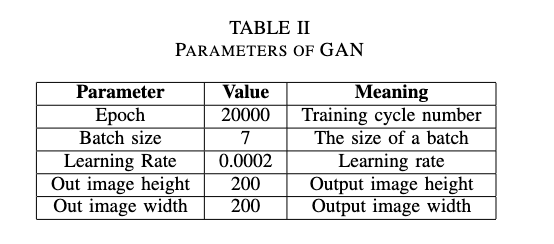 TABLE II
PARAMETERS OF GAN
Parameter Value Meaning
Epoch 20000 Training cycle number
Batch size 7 The size of a batch
Learning Rate 0.0002 Learning rate
Out image height 200 Output image height
Out image width 200 Output image width